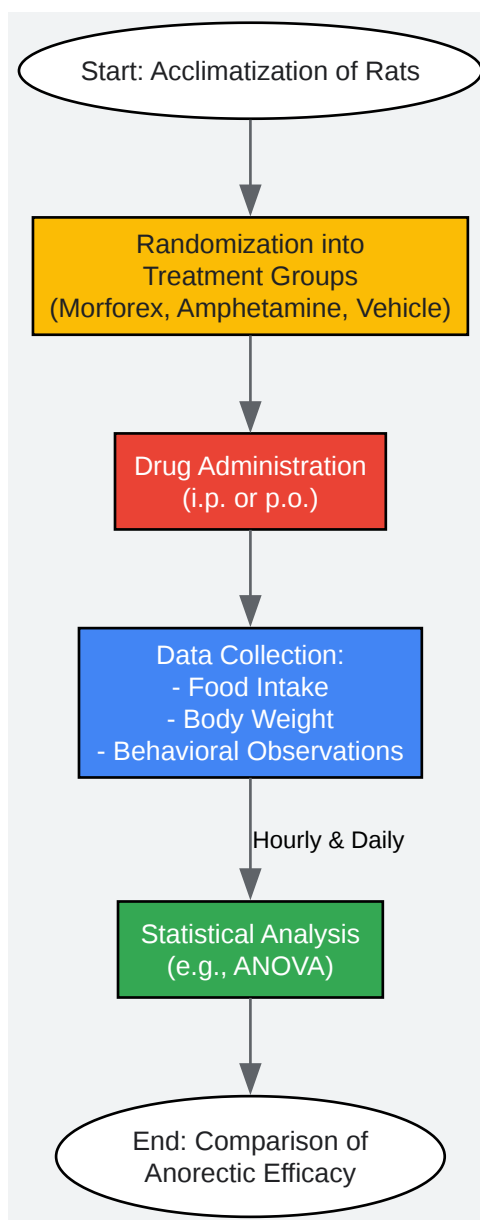 Start: Acclimatization of Rats
Randomization into
Treatment Groups
(Morforex, Amphetamine, Vehicle)
Drug Administration
(i.p. or p.o.)
Data Collection:
- Food Intake
- Body Weight
- Behavioral Observations
Hourly & Daily
Statistical Analysis
(e.g., ANOVA)
End: Comparison of
Anorectic Efficacy